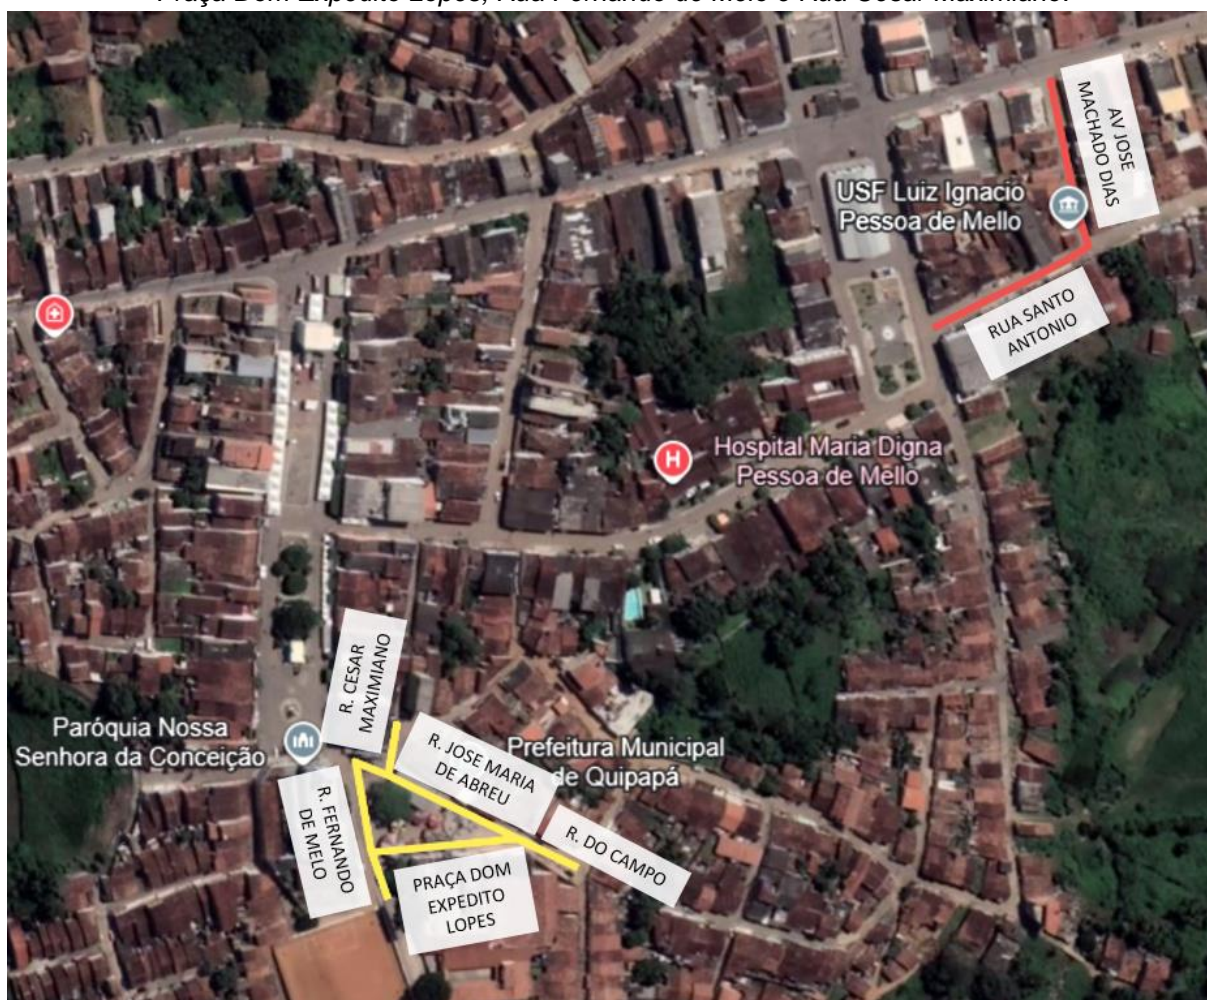 Praça Dom Expedito Lopes, Rua Fernando de Melo e Rua Cesar Maximiano.
AV JOSE
MACHADO DIAS
USF Luiz Ignacio
Pessoa de Mello
RUA SANTO
ANTONIO
H
Hospital Maria Digna
Pessoa de Mello
R. CESAR
MAXIMIANO
Paróquia Nossa
Senhora da Conceição
R. JOSE MARIA
DE ABREU
Prefeitura Municipal
de Quipapá
R. FERNANDO
DE MELO
R. DO CAMPO
PRAÇA DOM
EXPEDITO
LOPES